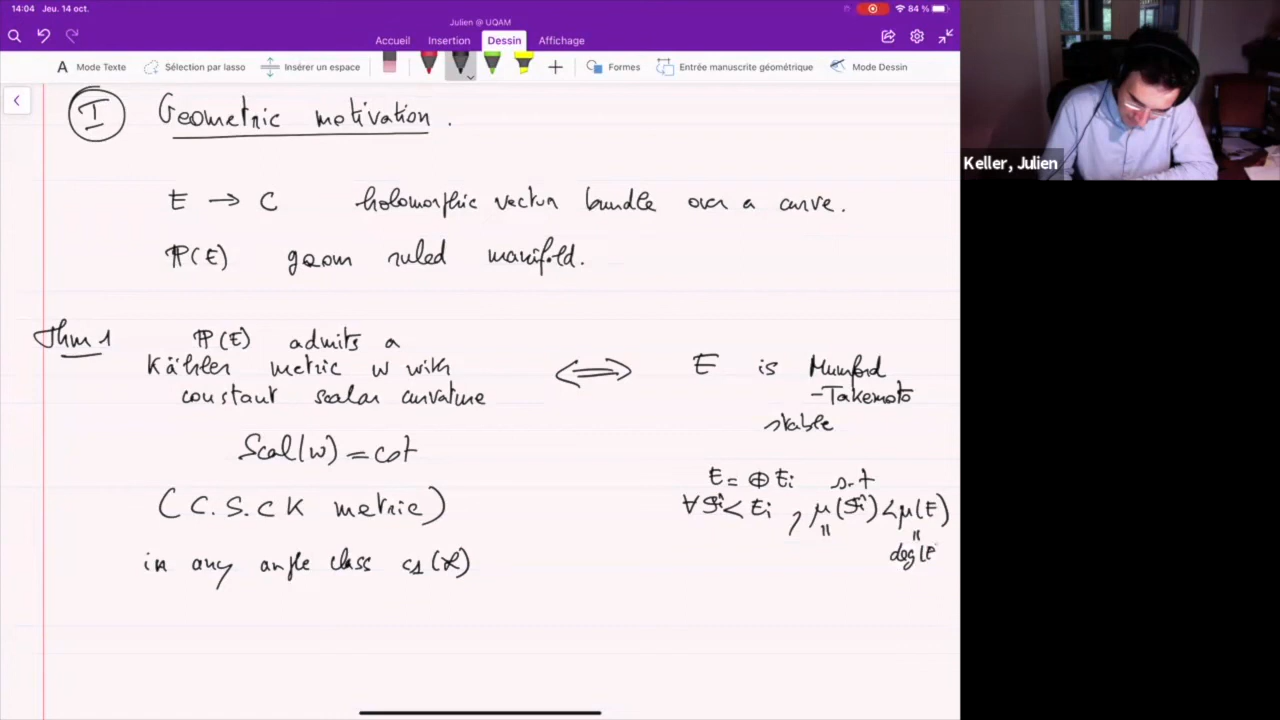 14:04 Jeu. 14 oct.
84 %
Julien @ UQAM
Accueil Insertion Dessin Affichage
A Mode Texte Sélection par lasso Insérer un espace Formes Entrée manuscrite géométrique Mode Dessin
Keller, Julien
I Geometric motivation .
E → C holomorphic vector bundle over a curve.
ℙ(E) geom ruled manifold.
Thm 1 ℙ(E) admits a
Kähler metric ω with
constant scalar curvature
⟺ E is Mumford
-Takemoto
stable
Scal(ω) = cst
(C.S.C K metric)
in any ample class c₁(ℒ)
E = ⊕ Ei s.t
∀ ℱi < Ei , μ(ℱi) < μ(E)
= =
deg(E